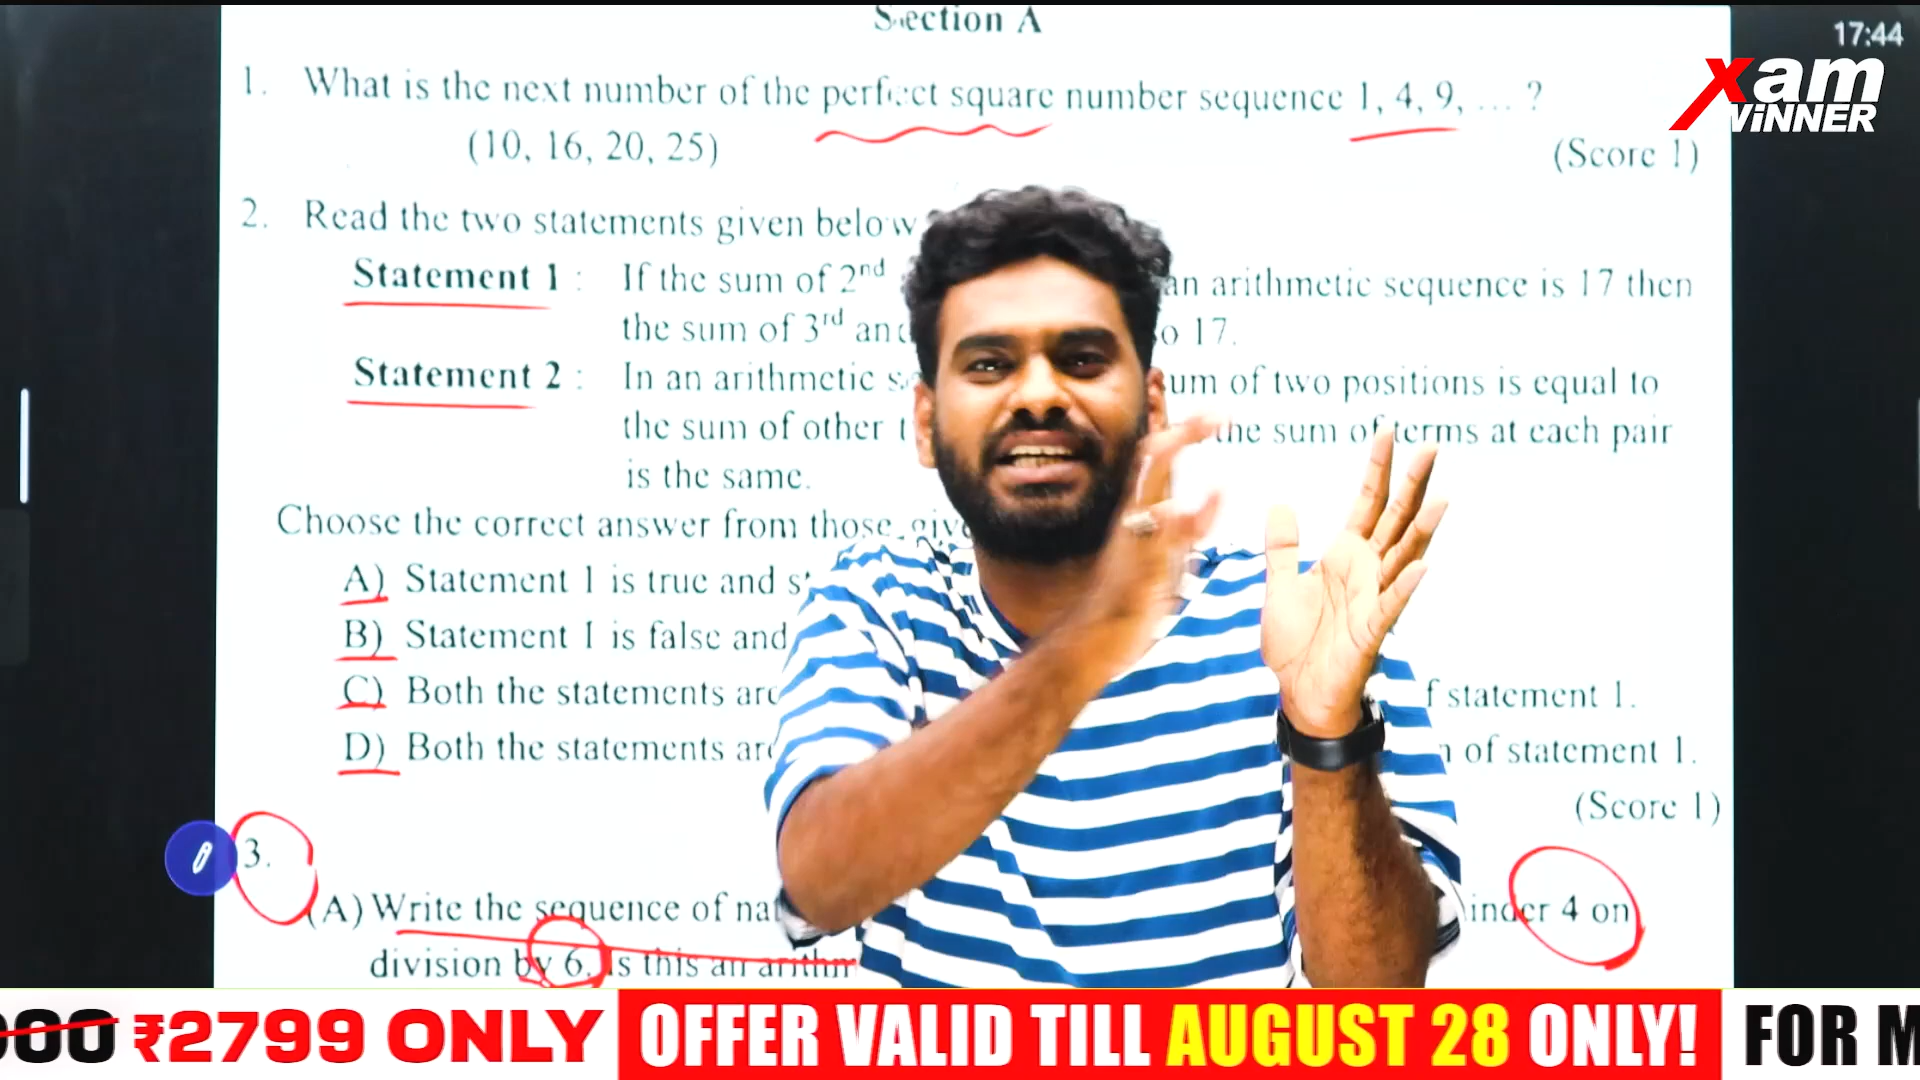 Section A
17:44
Xam WiNNER
1. What is the next number of the perfect square number sequence 1, 4, 9, ... ?
(10, 16, 20, 25)
(Score 1)
2. Read the two statements given below
Statement 1 : If the sum of 2nd an arithmetic sequence is 17 then
the sum of 3rd and 17.
Statement 2 : In an arithmetic sum of two positions is equal to
the sum of other the sum of terms at each pair
is the same.
Choose the correct answer from those
A) Statement 1 is true and
B) Statement 1 is false and
C) Both the statements are statement 1.
D) Both the statements are of statement 1.
(Score 1)
3.
(A) Write the sequence of 4 on
division by 6. Is this an
₹2799 ONLY OFFER VALID TILL AUGUST 28 ONLY! FOR